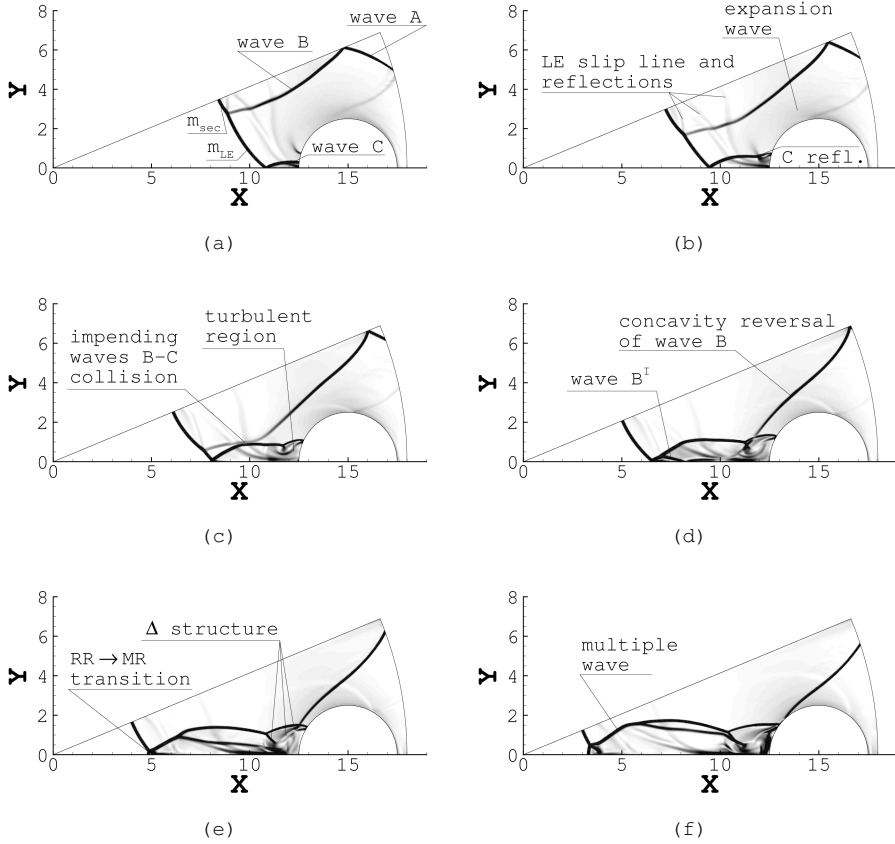 8
wave A
6
wave B
Y
4
m_sec
2
m_LE
wave C
0
0
5
10
15
X
(a)
8
expansion
wave
6
LE slip line and
reflections
Y
4
2
C refl.
0
0
5
10
15
X
(b)
8
turbulent
region
6
impending
waves B-C
collision
Y
4
2
0
0
5
10
15
X
(c)
8
concavity reversal
of wave B
6
wave B^I
Y
4
2
0
0
5
10
15
X
(d)
8
Δ structure
6
RR→MR
transition
Y
4
2
0
0
5
10
15
X
(e)
8
6
multiple
wave
Y
4
2
0
0
5
10
15
X
(f)